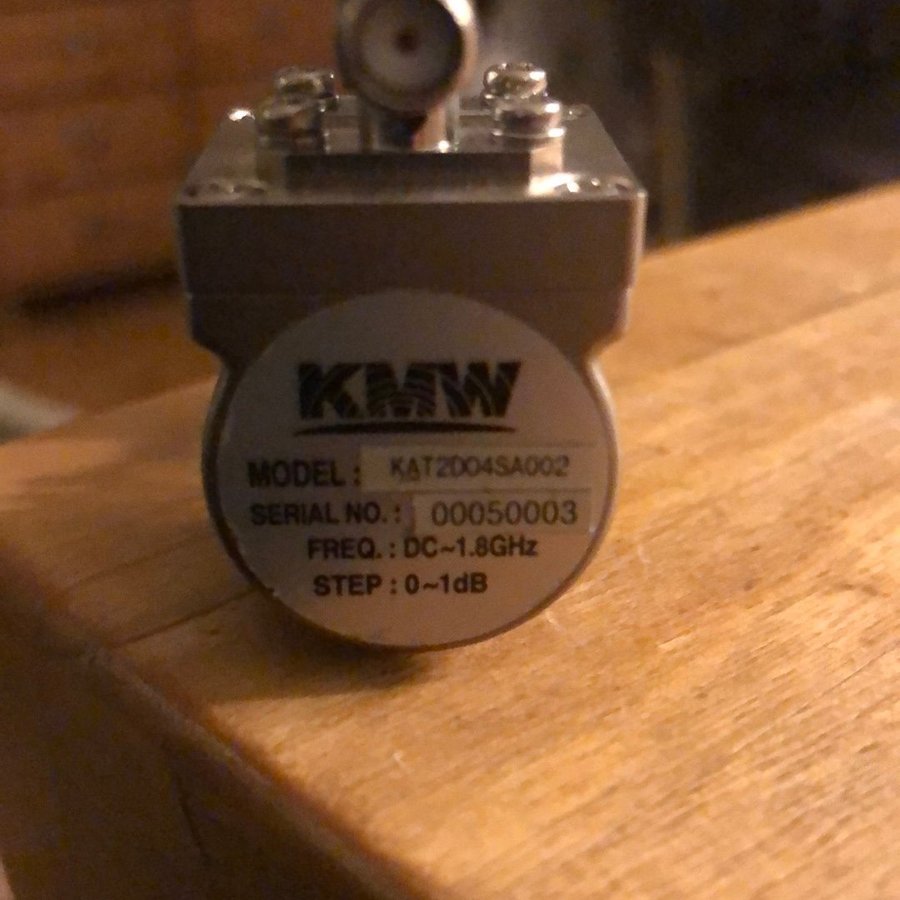 KMW
MODEL : KAT2D04SA002
SERIAL NO. : 00050003
FREQ. : DC~1.8GHz
STEP : 0~1dB